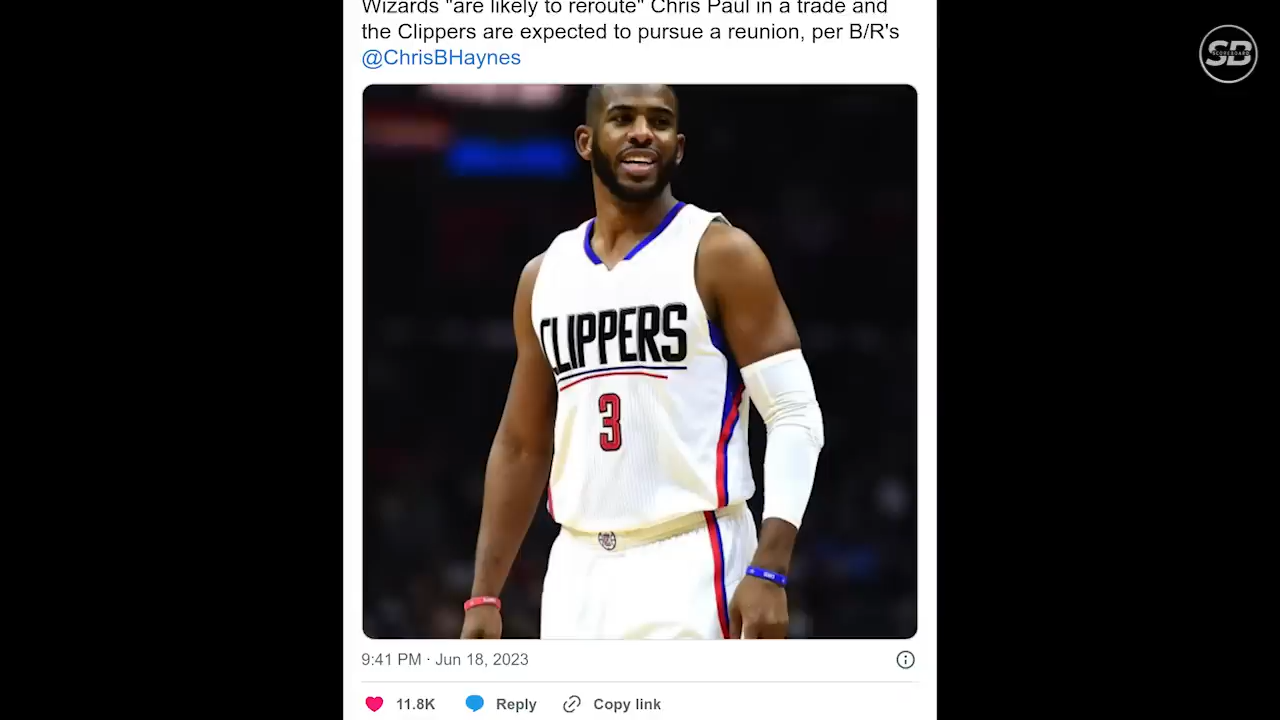 Wizards "are likely to reroute" Chris Paul in a trade and
the Clippers are expected to pursue a reunion, per B/R's
@ChrisBHaynes
SB
SCOREBOARD
CLIPPERS
3
9:41 PM · Jun 18, 2023
11.8K Reply Copy link